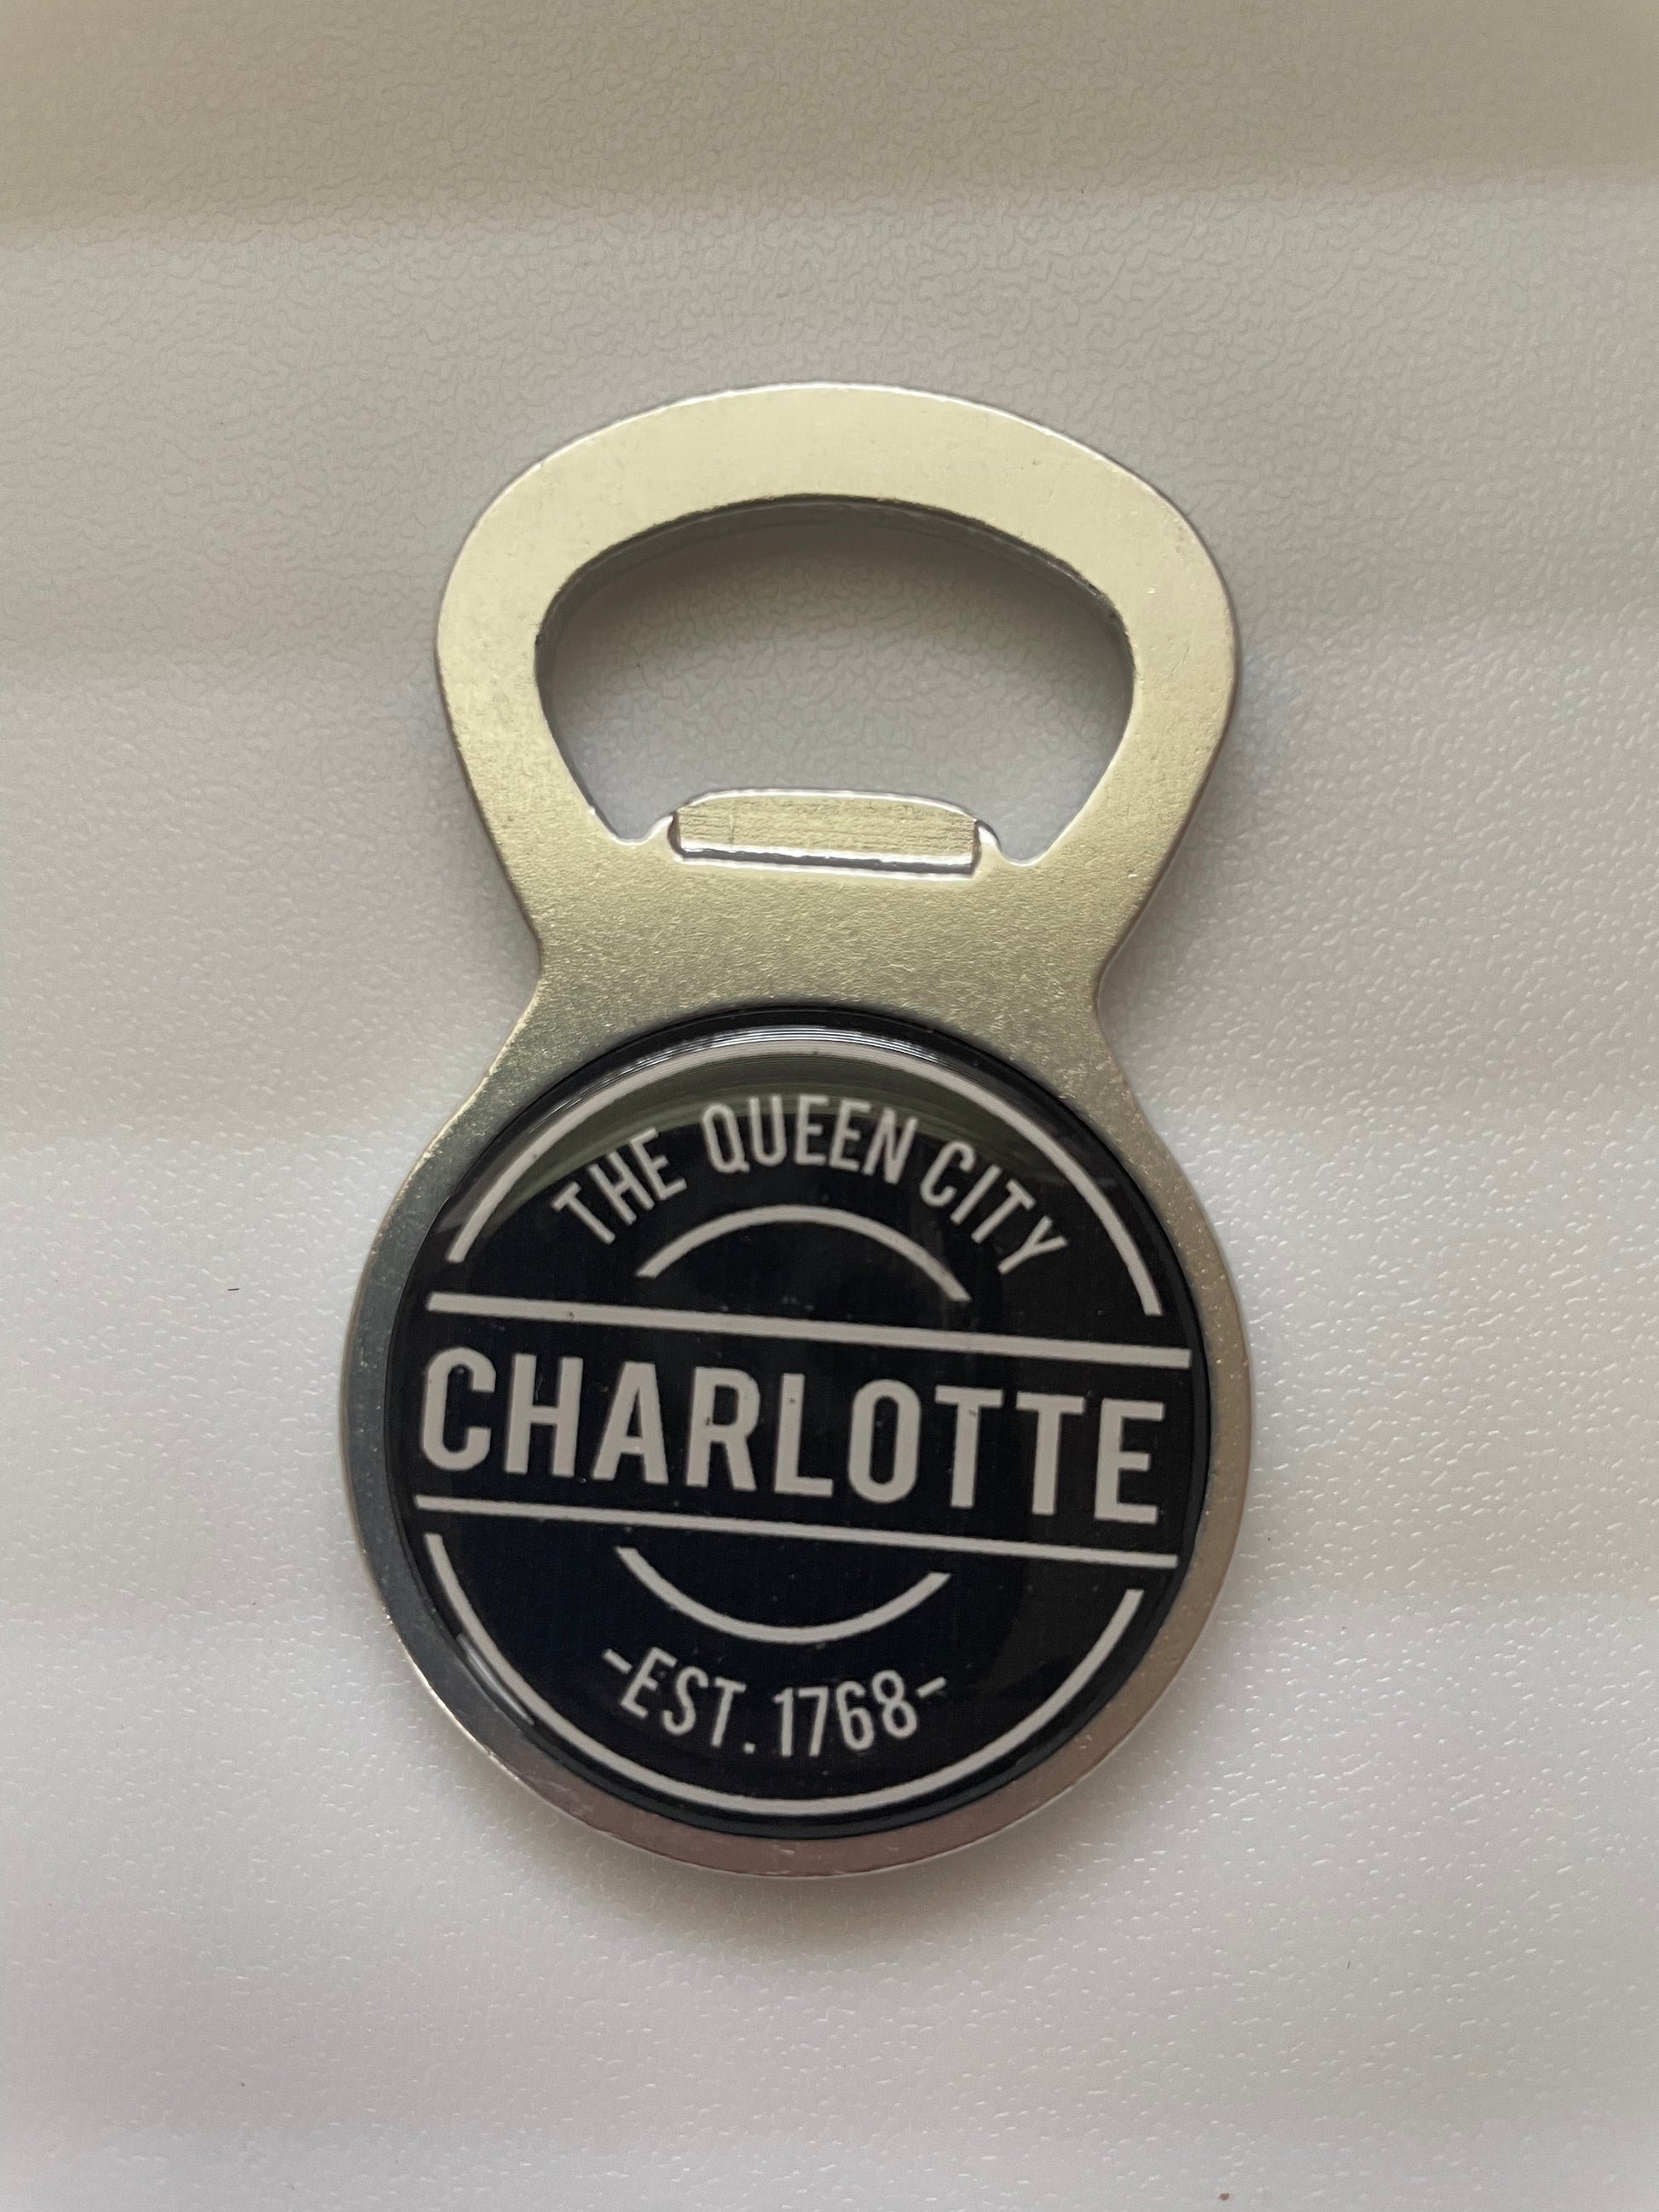 THE QUEEN CITY
CHARLOTTE
-EST. 1768-